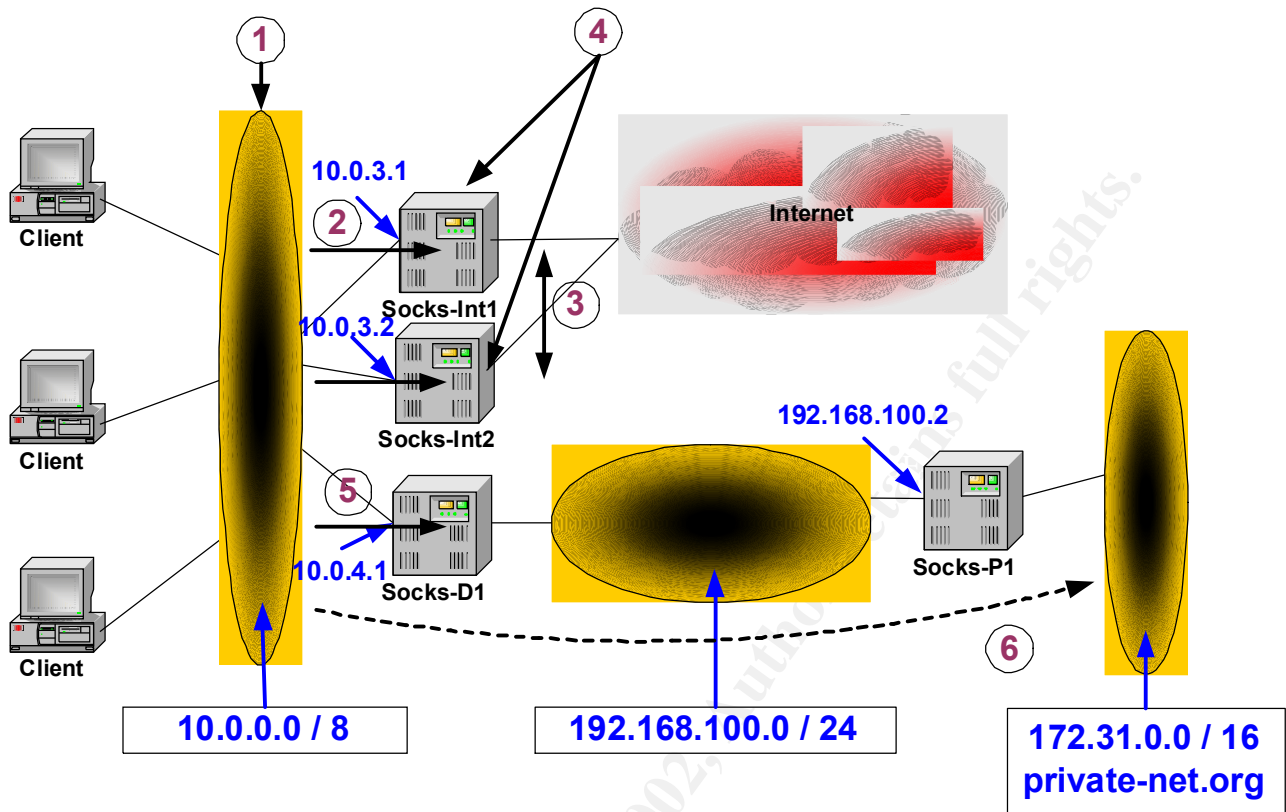 1
4
10.0.3.1
Client
2
Internet
Socks-Int1
3
10.0.3.2
Client
Socks-Int2
192.168.100.2
5
10.0.4.1
Socks-D1
Socks-P1
Client
6
10.0.0.0 / 8
192.168.100.0 / 24
172.31.0.0 / 16
private-net.org
full rights.